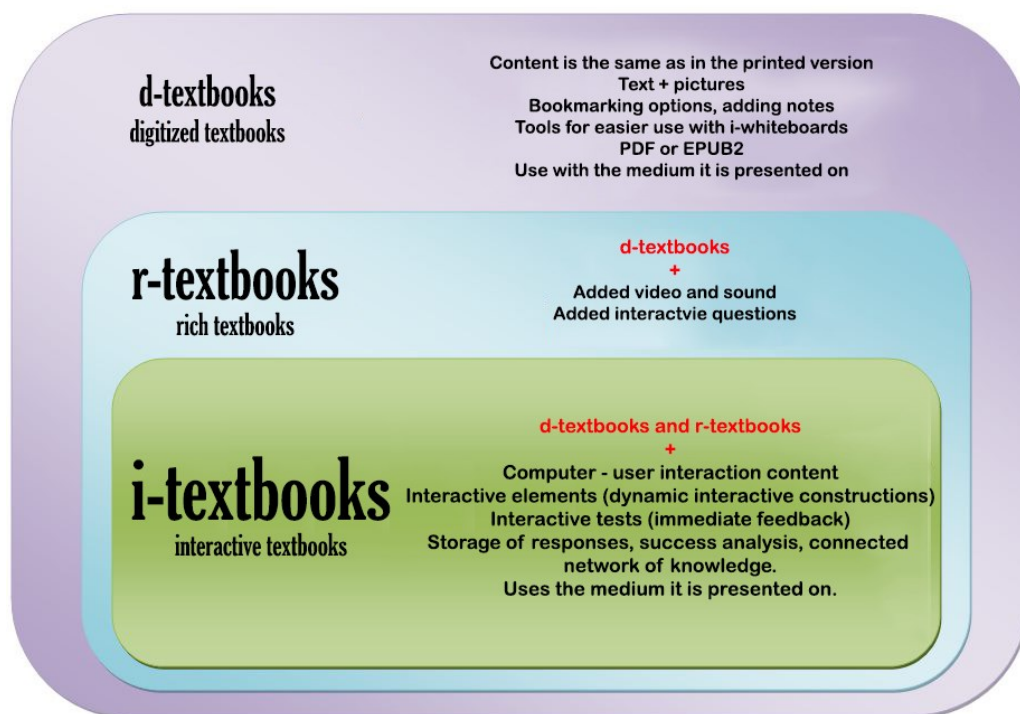 d-textbooks
digitized textbooks
Content is the same as in the printed version
Text + pictures
Bookmarking options, adding notes
Tools for easier use with i-whiteboards
PDF or EPUB2
Use with the medium it is presented on
r-textbooks
rich textbooks
d-textbooks
+
Added video and sound
Added interactvie questions
i-textbooks
interactive textbooks
d-textbooks and r-textbooks
+
Computer - user interaction content
Interactive elements (dynamic interactive constructions)
Interactive tests (immediate feedback)
Storage of responses, success analysis, connected
network of knowledge.
Uses the medium it is presented on.